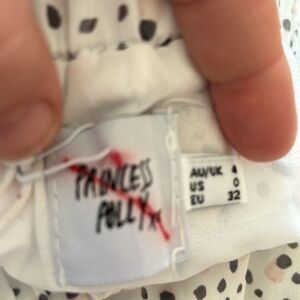 PRINCESS
POLLY
AU/UK 4
US 0
EU 32